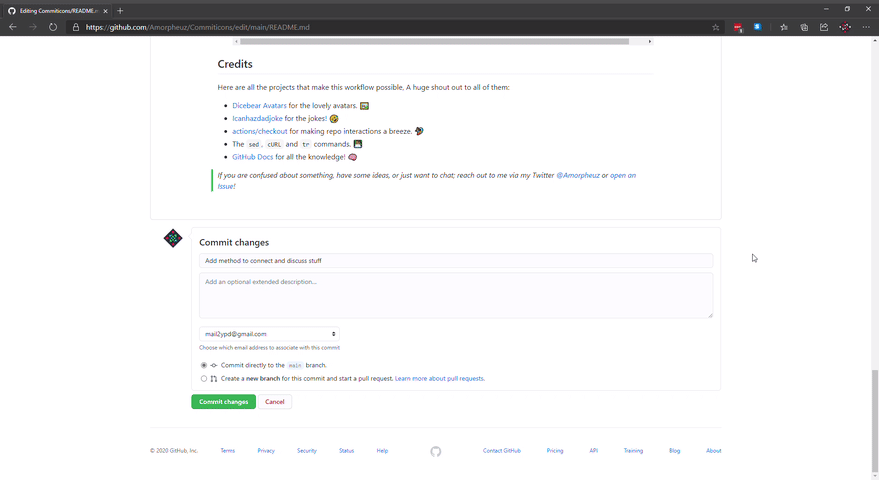 Editing Commiticons/README.m
https://github.com/Amorpheuz/Commiticons/edit/main/README.md
Credits
Here are all the projects that make this workflow possible, A huge shout out to all of them:
Dicebear Avatars for the lovely avatars.
Icanhazdadjoke for the jokes!
actions/checkout for making repo interactions a breeze.
The sed, cURL and tr commands.
GitHub Docs for all the knowledge!
If you are confused about something, have some ideas, or just want to chat; reach out to me via my Twitter @Amorpheuz or open an
Issue!
Commit changes
Add method to connect and discuss stuff
Add an optional extended description...
mail2ypd@gmail.com
Choose which email address to associate with this commit
Commit directly to the main branch.
Create a new branch for this commit and start a pull request. Learn more about pull requests.
Commit changes Cancel
© 2020 GitHub, Inc. Terms Privacy Security Status Help Contact GitHub Pricing API Training Blog About